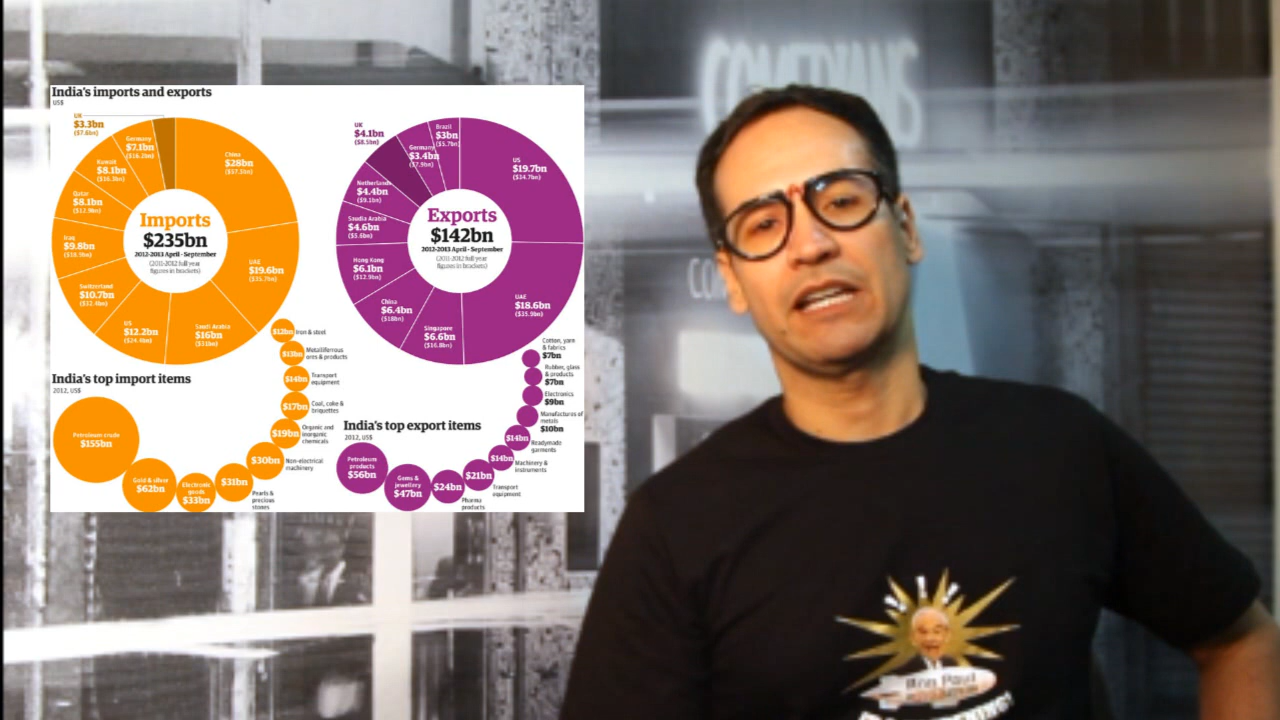 COMEDIANS
India's imports and exports
US$
UK
$3.3bn
($7.6bn)
Germany
$7.1bn
($16.2bn)
Kuwait
$8.1bn
($16.3bn)
Qatar
$8.1bn
($12.9bn)
Iraq
$9.8bn
($18.9bn)
Switzerland
$10.7bn
($32.4bn)
US
$12.2bn
($24.4bn)
Saudi Arabia
$16bn
($31bn)
UAE
$19.6bn
($35.7bn)
China
$28bn
($57.5bn)
Imports
$235bn
2012-2013 April - September
(2011-2012 full year
figures in brackets)
UK
$4.1bn
($8.5bn)
Germany
$3.4bn
($7.9bn)
Brazil
$3bn
($5.7bn)
US
$19.7bn
($34.7bn)
Netherlands
$4.4bn
($9.1bn)
Saudia Arabia
$4.6bn
($5.6bn)
Hong Kong
$6.1bn
($12.9bn)
China
$6.4bn
($18bn)
Singapore
$6.6bn
($16.8bn)
UAE
$18.6bn
($35.9bn)
Exports
$142bn
2012-2013 April - September
(2011-2012 full year
figures in brackets)
India's top import items
2012, US$
Petroleum crude
$155bn
Gold & silver
$62bn
Electronic
goods
$33bn
$31bn
Pearls &
precious
stones
$30bn
Non-electrical
machinery
$19bn
Organic and
inorganic
chemicals
$17bn
Coal, coke &
briquettes
$14bn
Transport
equipment
$13bn
Metalliferrous
ores & products
$12bn
Iron & steel
India's top export items
2012, US$
Petroleum
products
$56bn
Gems &
jewellery
$47bn
$24bn
Pharma
products
$21bn
Transport
equipment
$14bn
Machinery &
instruments
$14bn
Readymade
garments
Manufactures of
metals
$10bn
Electronics
$9bn
Rubber, glass
& products
$7bn
Cotton, yarn
& fabrics
$7bn
Ron Paul